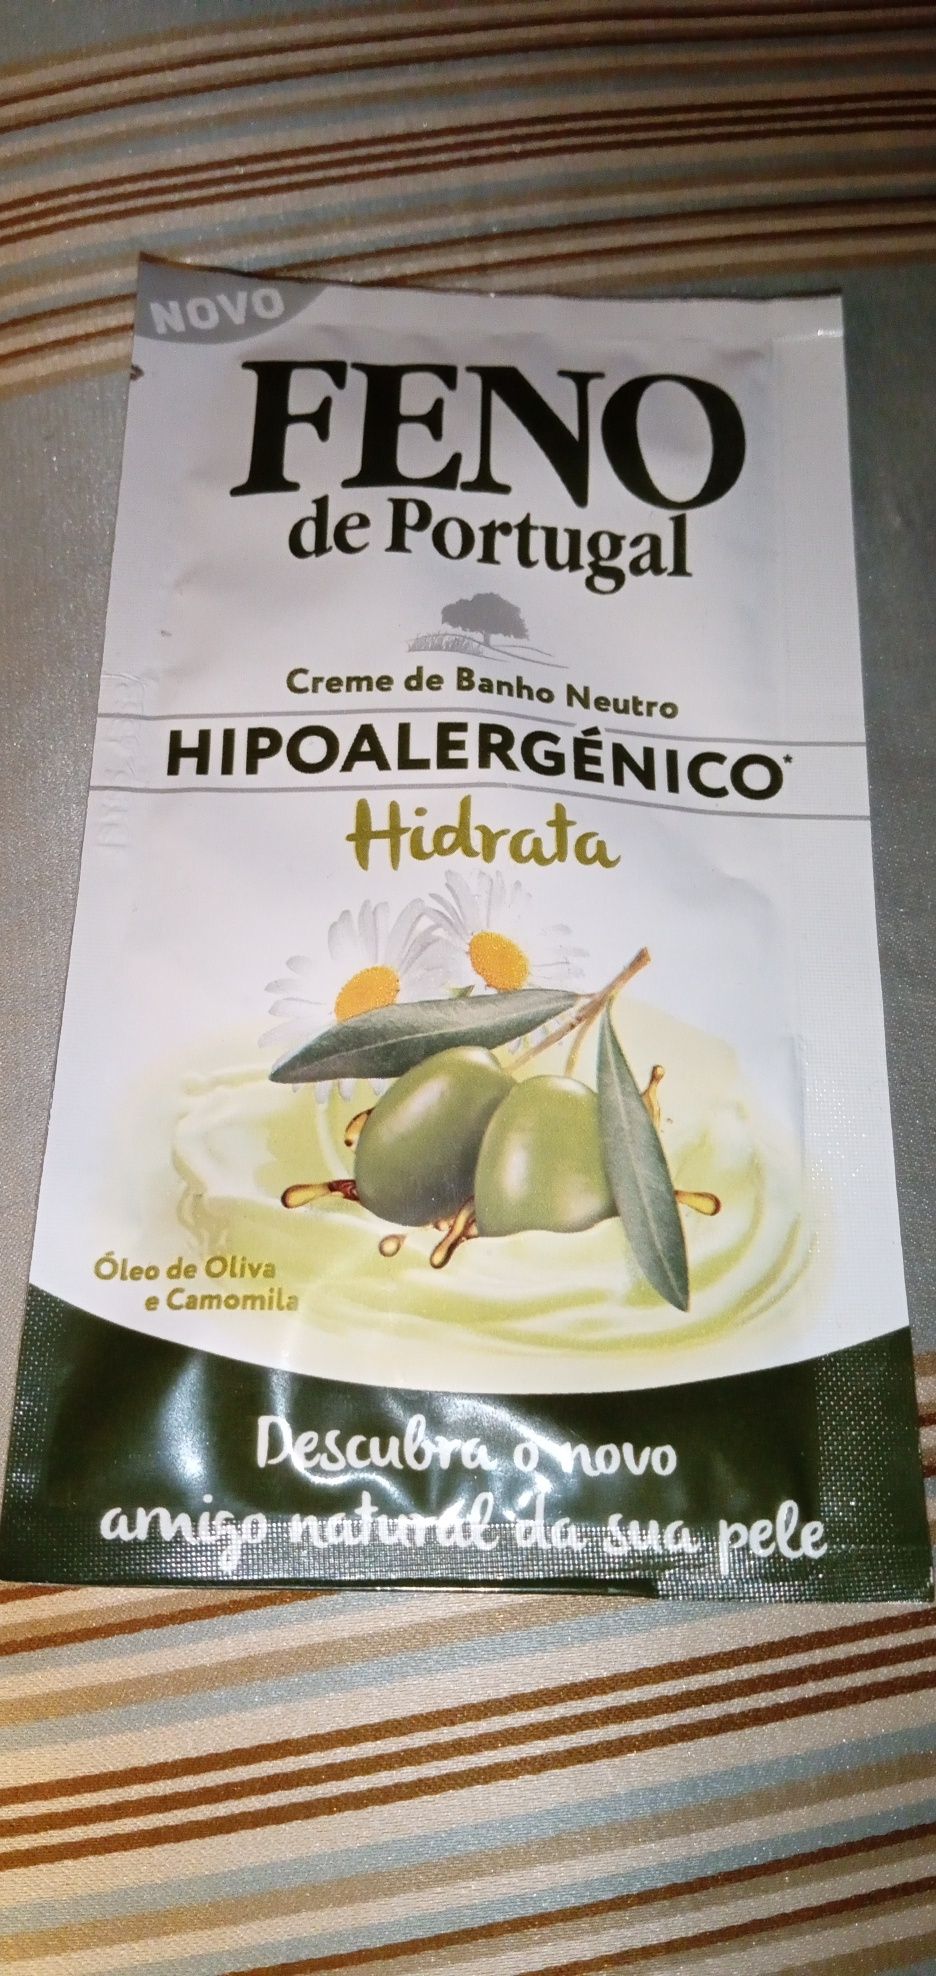 NOVO
FENO
de Portugal
Creme de Banho Neutro
HIPOALERGÉNICO*
Hidrata
Óleo de Oliva
e Camomila
Descubra o novo
amigo natural da sua pele